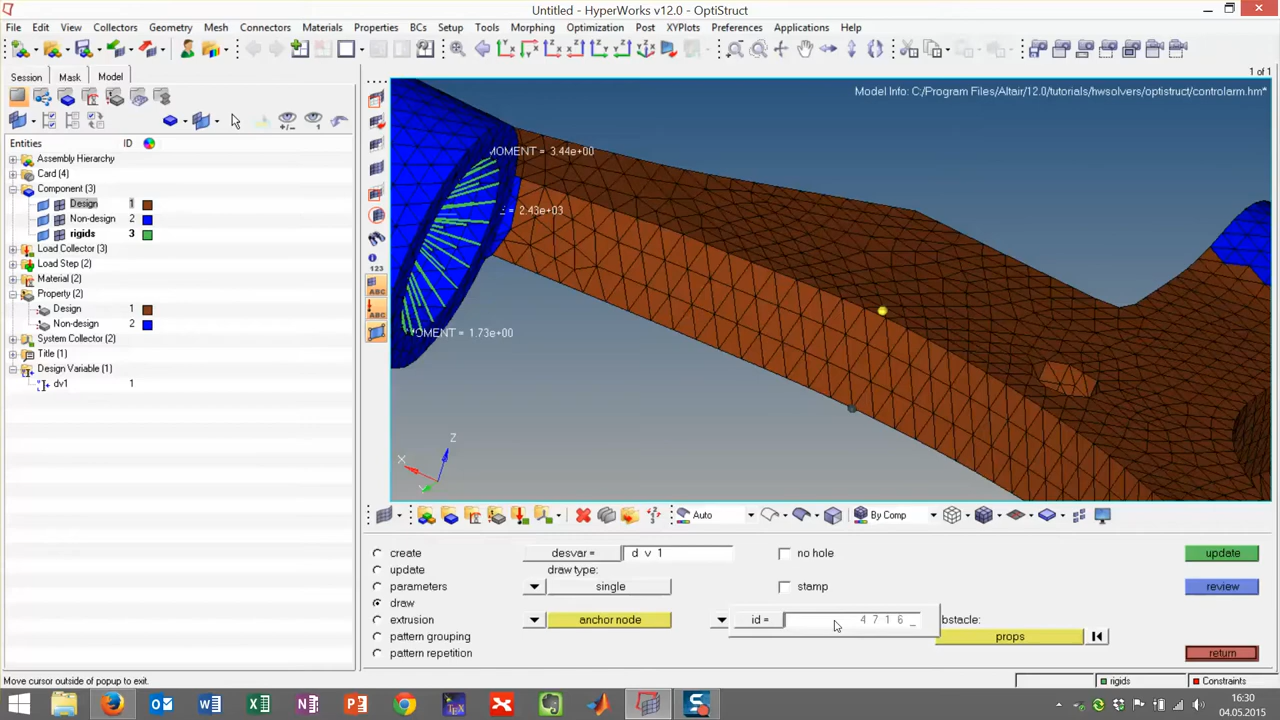 Untitled - HyperWorks v12.0 - OptiStruct
File Edit View Collectors Geometry Mesh Connectors Materials Properties BCs Setup Tools Morphing Optimization Post XYPlots Preferences Applications Help
Session Mask Model
1 of 1
Model Info: C:/Program Files/Altair/12.0/tutorials/hwsolvers/optistruct/controlarm.hm*
Entities ID
Assembly Hierarchy
Card (4)
Component (3)
Design 1
Non-design 2
rigids 3
Load Collector (3)
Load Step (2)
Material (2)
Property (2)
Design 1
Non-design 2
System Collector (2)
Title (1)
Design Variable (1)
dv1 1
123
ABC
ABC
MOMENT = 3.44e+00
= 2.43e+03
MOMENT = 1.73e+00
Z
X
Y
Auto
By Comp
create
update
parameters
draw
extrusion
pattern grouping
pattern repetition
desvar = d v 1
draw type:
single
anchor node
no hole
stamp
id = 4 7 1 6 _
bstacle:
props
update
review
return
Move cursor outside of popup to exit.
rigids
Constraints
16:30
04.05.2015